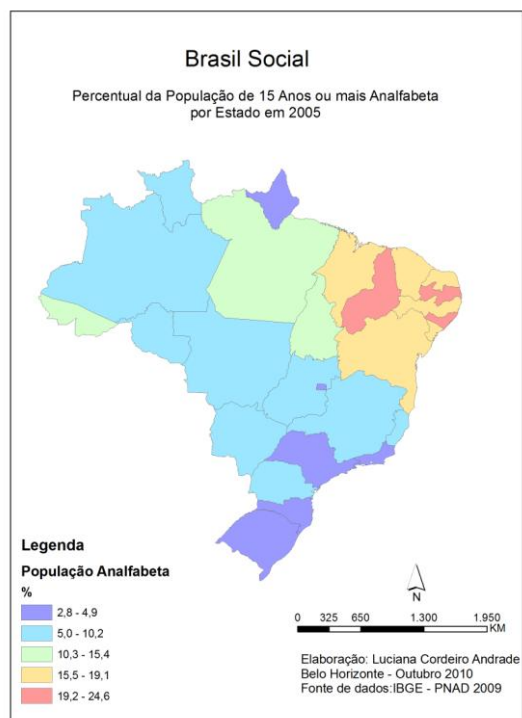 Brasil Social
Percentual da População de 15 Anos ou mais Analfabeta
por Estado em 2005
Legenda
População Analfabeta
%
2,8 - 4,9
5,0 - 10,2
10,3 - 15,4
15,5 - 19,1
19,2 - 24,6
N
0 325 650 1.300 1.950
KM
Elaboração: Luciana Cordeiro Andrade
Belo Horizonte - Outubro 2010
Fonte de dados:IBGE - PNAD 2009